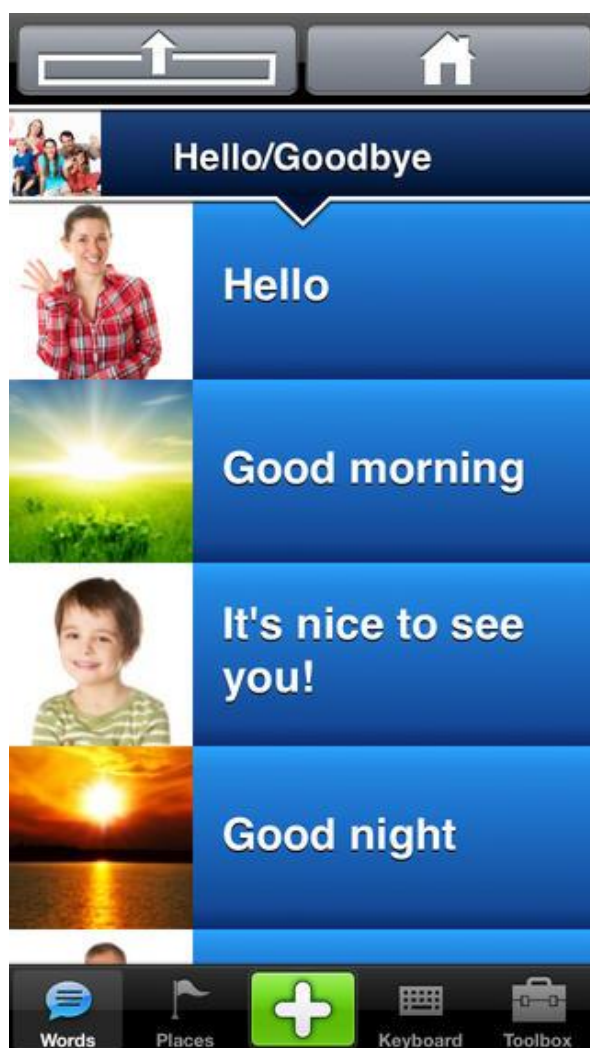 Hello/Goodbye
Hello
Good morning
It's nice to see
you!
Good night
Words Places Keyboard Toolbox